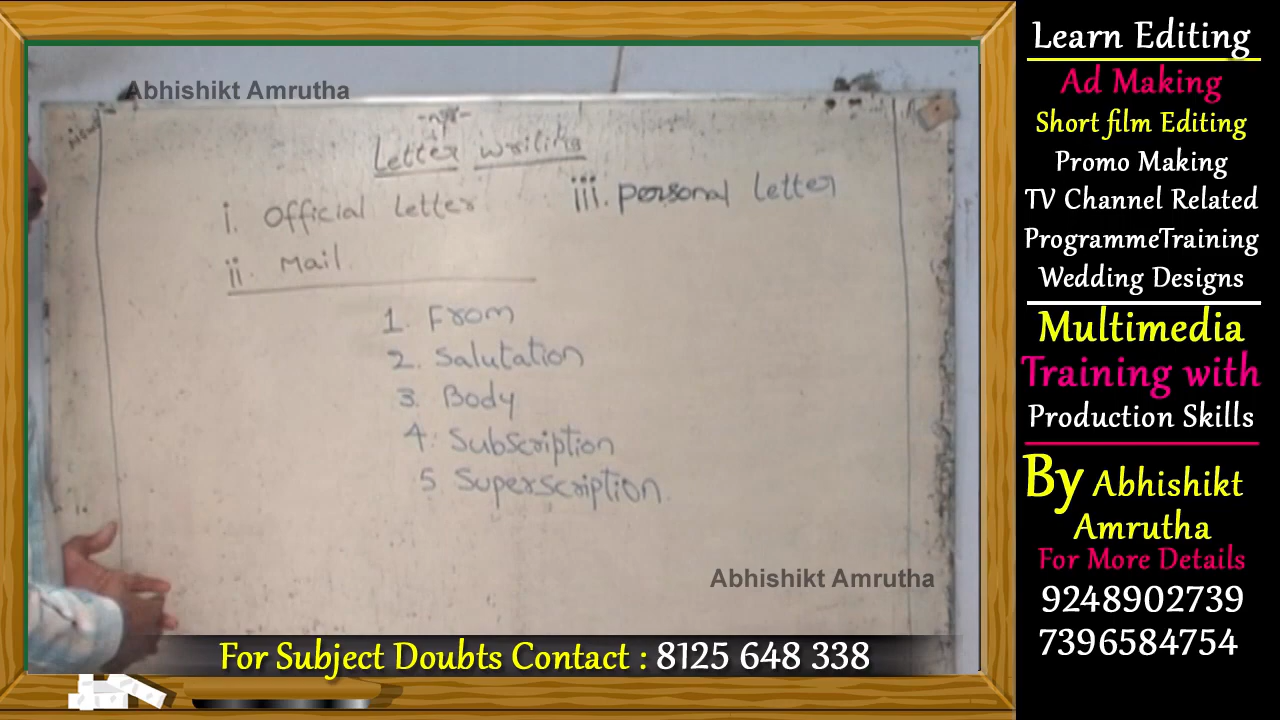 Abhishikt Amrutha
Letter writing
i. Official Letter
iii. Personal Letter
ii. Mail
1. From
2. Salutation
3. Body
4. Subscription
5. Superscription.
Abhishikt Amrutha
For Subject Doubts Contact : 8125 648 338
Learn Editing
Ad Making
Short film Editing
Promo Making
TV Channel Related
ProgrammeTraining
Wedding Designs
Multimedia
Training with
Production Skills
By Abhishikt
Amrutha
For More Details
9248902739
7396584754